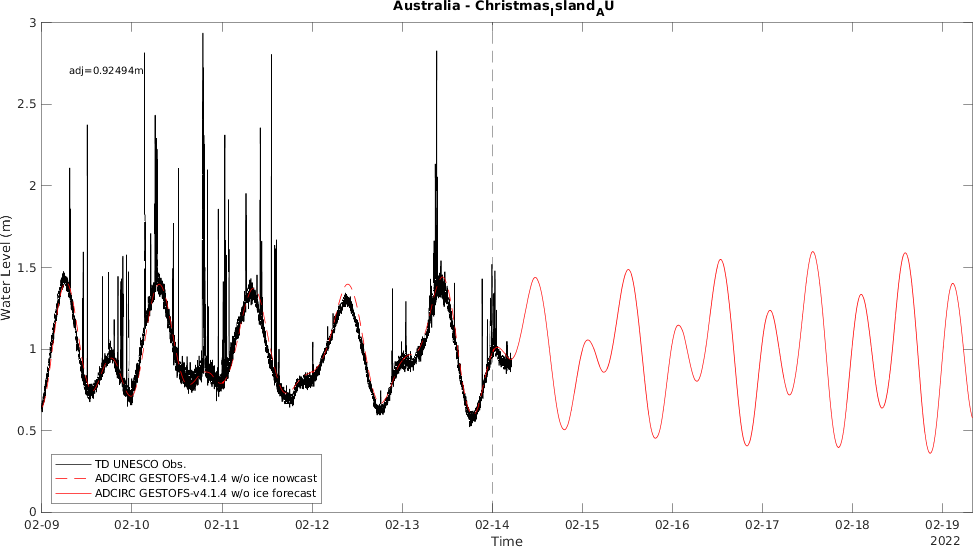 Australia - Christmas_Island_AU
3
2.5
2
1.5
1
0.5
0
Water Level (m)
adj=0.92494m
TD UNESCO Obs.
ADCIRC GESTOFS-v4.1.4 w/o ice nowcast
ADCIRC GESTOFS-v4.1.4 w/o ice forecast
02-09 02-10 02-11 02-12 02-13 02-14 02-15 02-16 02-17 02-18 02-19
Time
2022